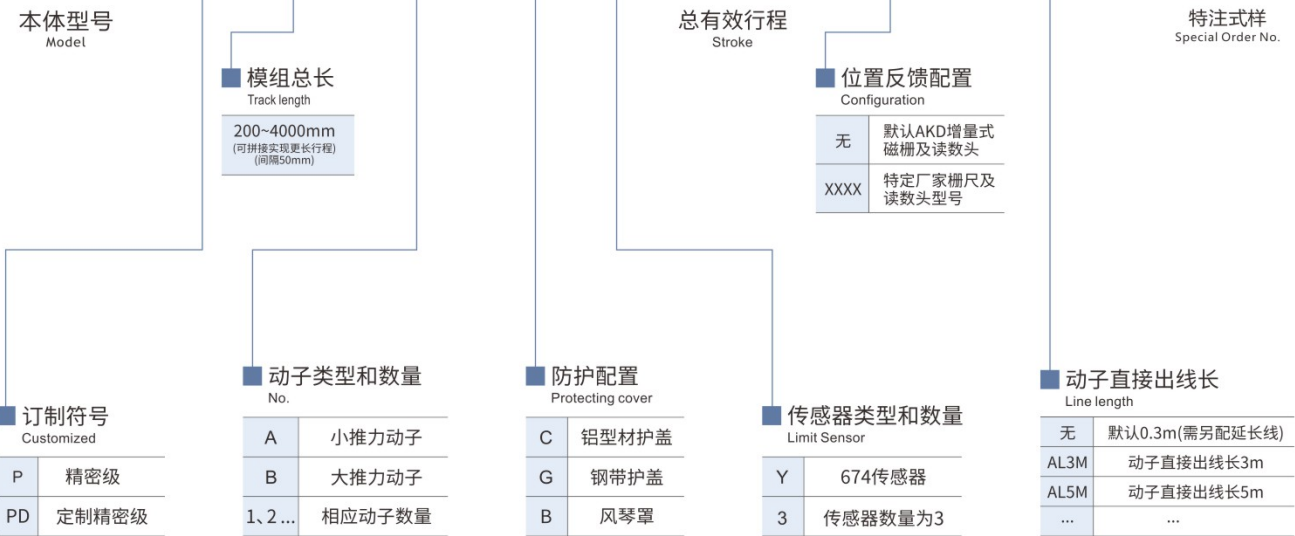 本体型号
Model
总有效行程
Stroke
特注式样
Special Order No.
模组总长
Track length
200~4000mm
(可拼接实现更长行程)
(间隔50mm)
位置反馈配置
Configuration
无 默认AKD增量式
磁栅及读数头
XXXX 特定厂家栅尺及
读数头型号
订制符号
Customized
P 精密级
PD 定制精密级
动子类型和数量
No.
A 小推力动子
B 大推力动子
1、2... 相应动子数量
防护配置
Protecting cover
C 铝型材护盖
G 钢带护盖
B 风琴罩
传感器类型和数量
Limit Sensor
Y 674传感器
3 传感器数量为3
动子直接出线长
Line length
无 默认0.3m(需另配延长线)
AL3M 动子直接出线长3m
AL5M 动子直接出线长5m
... ...